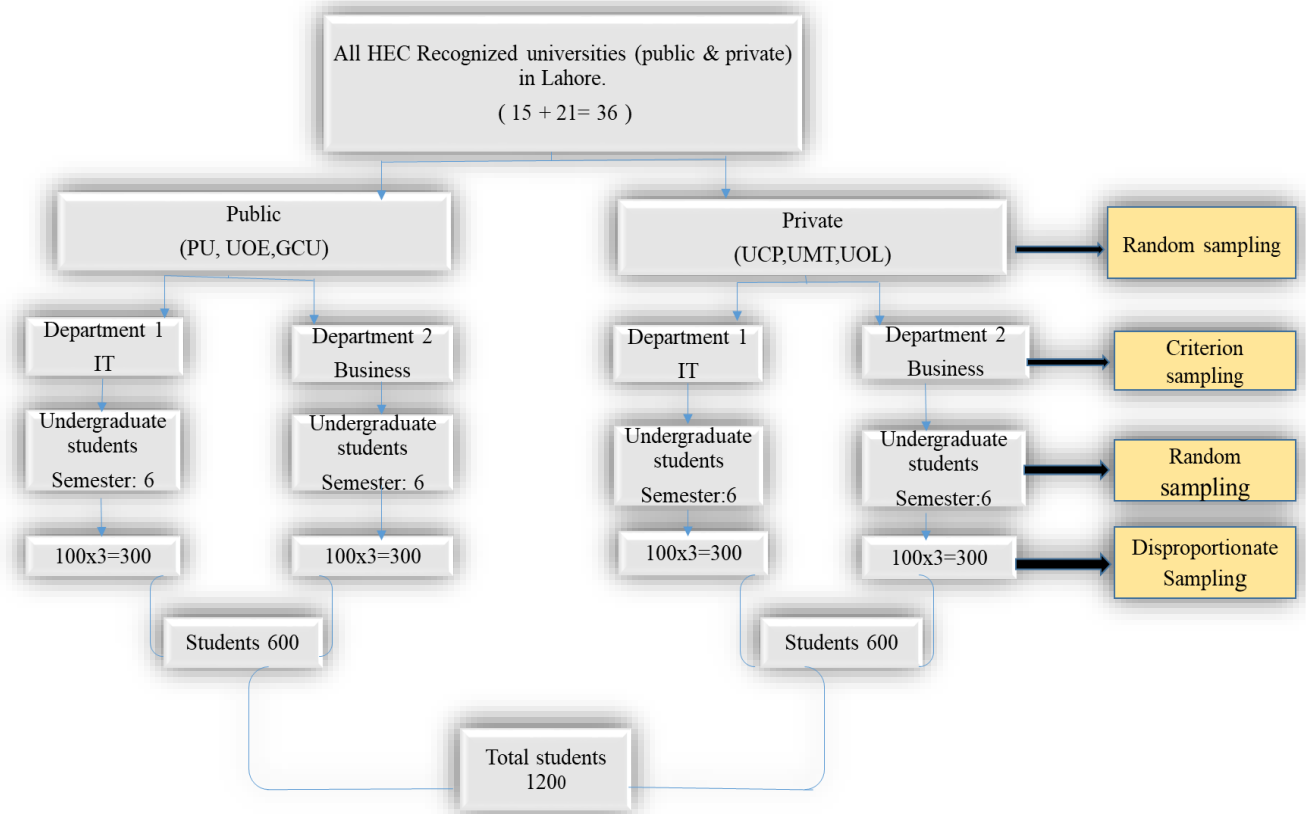 All HEC Recognized universities (public & private)
in Lahore.
( 15 + 21= 36 )
Public
(PU, UOE,GCU)
Private
(UCP,UMT,UOL)
Random sampling
Department 1
IT
Department 2
Business
Department 1
IT
Department 2
Business
Criterion
sampling
Undergraduate
students
Semester: 6
Undergraduate
students
Semester: 6
Undergraduate
students
Semester:6
Undergraduate
students
Semester:6
Random
sampling
100x3=300
100x3=300
100x3=300
100x3=300
Disproportionate
Sampling
Students 600
Students 600
Total students
1200